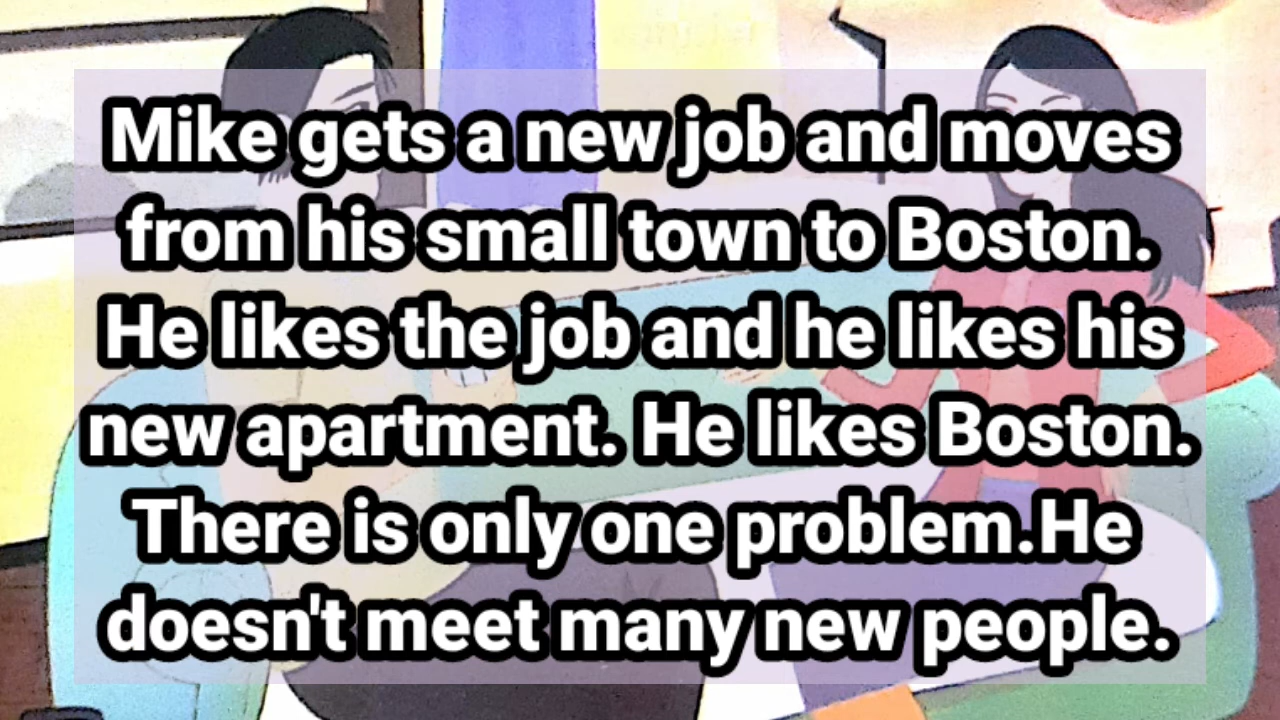 Mike gets a new job and moves
from his small town to Boston.
He likes the job and he likes his
new apartment. He likes Boston.
There is only one problem.He
doesn't meet many new people.